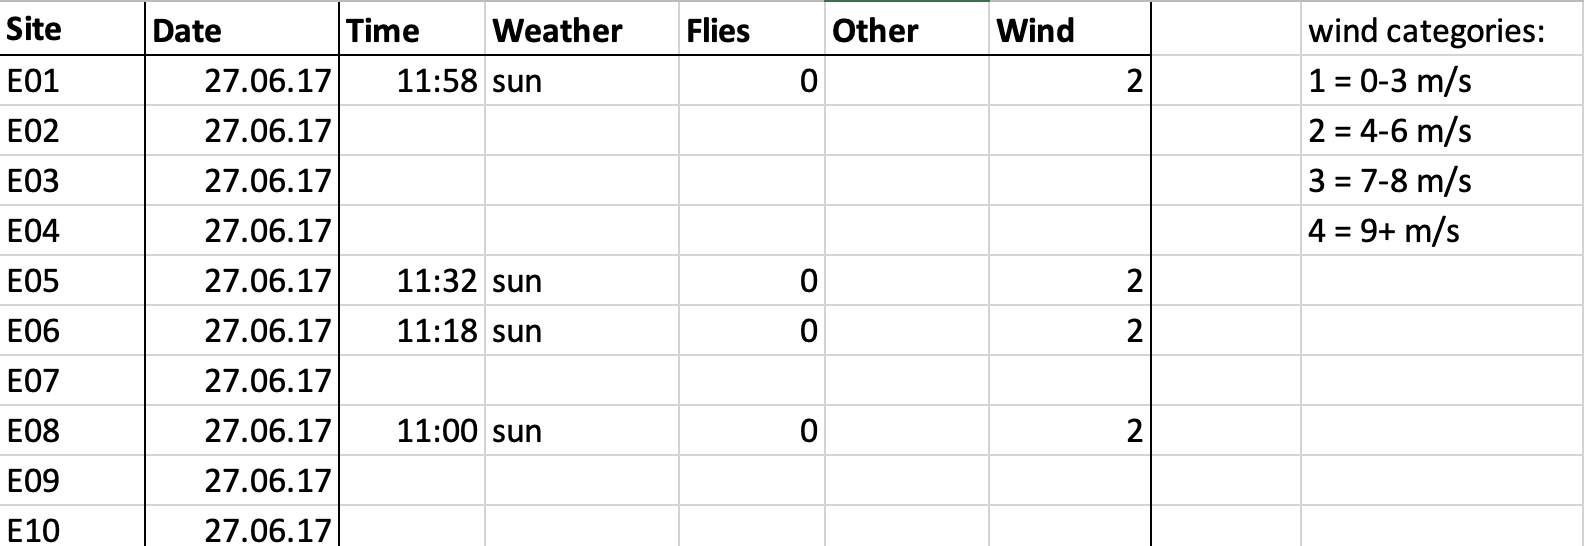 Site Date Time Weather Flies Other Wind wind categories:
E01 27.06.17 11:58 sun 0 2 1 = 0-3 m/s
E02 27.06.17 2 = 4-6 m/s
E03 27.06.17 3 = 7-8 m/s
E04 27.06.17 4 = 9+ m/s
E05 27.06.17 11:32 sun 0 2
E06 27.06.17 11:18 sun 0 2
E07 27.06.17
E08 27.06.17 11:00 sun 0 2
E09 27.06.17
E10 27.06.17